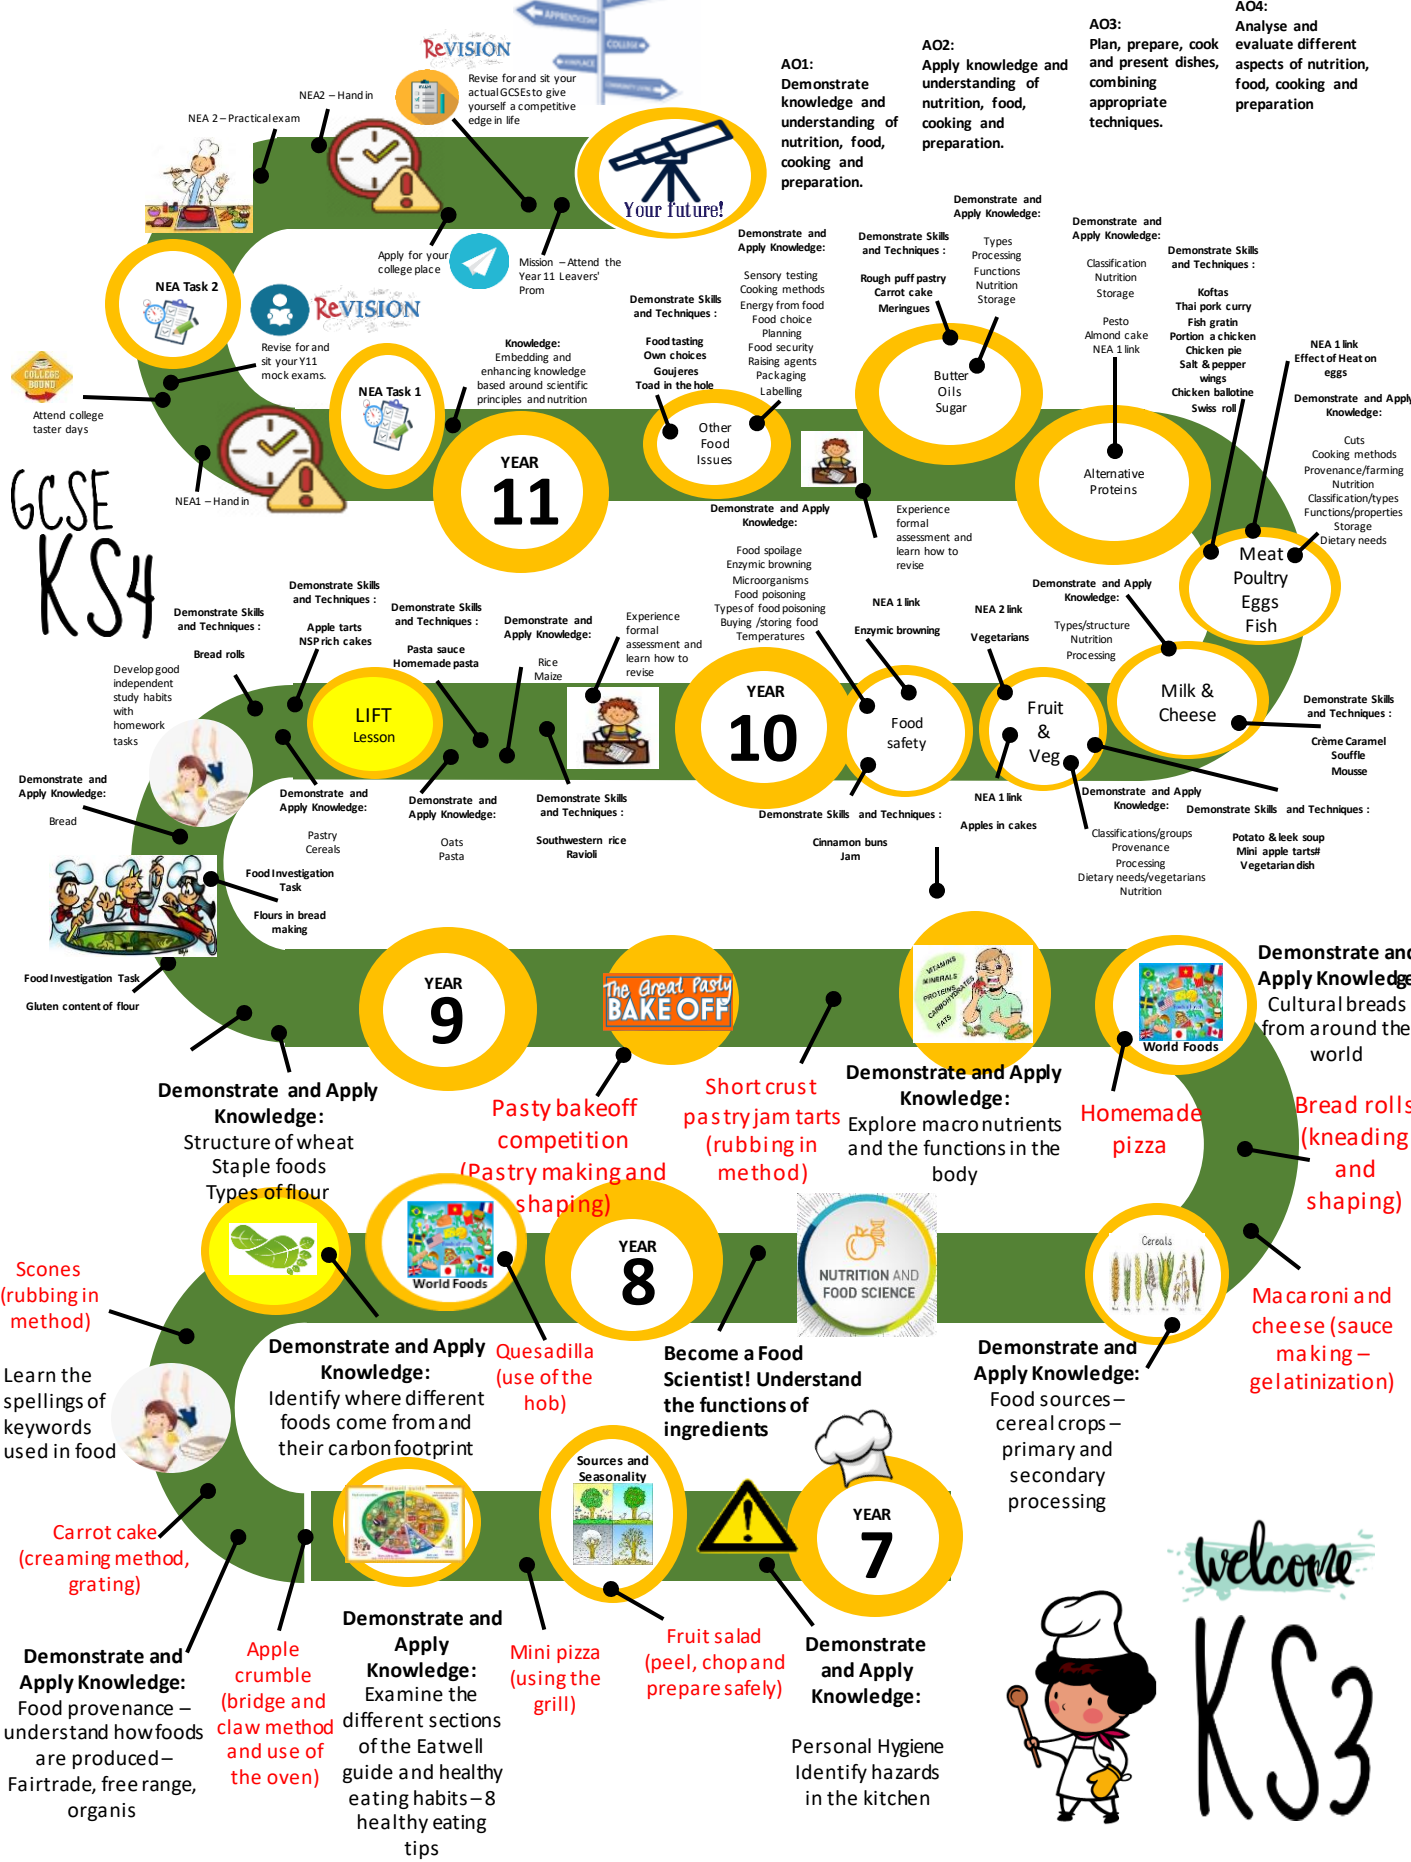 APPRENTICESHIP
COLLEGE
WORKPLACE
COMMUNITY LIVING
AO1:
Demonstrate
knowledge and
understanding of
nutrition, food,
cooking and
preparation.
AO2:
Apply knowledge and
understanding of
nutrition, food,
cooking and
preparation.
AO3:
Plan, prepare, cook
and present dishes,
combining
appropriate
techniques.
AO4:
Analyse and
evaluate different
aspects of nutrition,
food, cooking and
preparation
ReVISION
Revise for and sit your
actual GCSEs to give
yourself a competitive
edge in life
NEA2 – Hand in
NEA 2 – Practical exam
Your future!
Apply for your
college place
Mission – Attend the
Year 11 Leavers'
Prom
NEA Task 2
ReVISION
Revise for and
sit your Y11
mock exams.
COLLEGE
BOUND
Attend college
taster days
NEA1 – Hand in
NEA Task 1
Knowledge:
Embedding and
enhancing knowledge
based around scientific
principles and nutrition
YEAR
11
Demonstrate Skills
and Techniques :
Food tasting
Own choices
Goujeres
Toad in the hole
Demonstrate and
Apply Knowledge:
Sensory testing
Cooking methods
Energy from food
Food choice
Planning
Food security
Raising agents
Packaging
Labelling
Other
Food
Issues
Demonstrate Skills
and Techniques :
Rough puff pastry
Carrot cake
Meringues
Demonstrate and
Apply Knowledge:
Types
Processing
Functions
Nutrition
Storage
Butter
Oils
Sugar
Experience
formal
assessment and
learn how to
revise
Demonstrate and
Apply Knowledge:
Classification
Nutrition
Storage
Pesto
Almond cake
NEA 1 link
Alternative
Proteins
Demonstrate Skills
and Techniques :
Koftas
Thai pork curry
Fish gratin
Portion a chicken
Chicken pie
Salt & pepper
wings
Chicken ballotine
Swiss roll
NEA 1 link
Effect of Heat on
eggs
Demonstrate and Apply
Knowledge:
Cuts
Cooking methods
Provenance/farming
Nutrition
Classification/types
Functions/properties
Storage
Dietary needs
Meat
Poultry
Eggs
Fish
GCSE
KS4
Demonstrate and Apply
Knowledge:
Types/structure
Nutrition
Processing
Milk &
Cheese
Demonstrate Skills
and Techniques :
Crème Caramel
Souffle
Mousse
NEA 2 link
Vegetarians
Fruit
&
Veg
NEA 1 link
Apples in cakes
Demonstrate and Apply
Knowledge:
Classifications/groups
Provenance
Processing
Dietary needs/vegetarians
Nutrition
Demonstrate Skills and Techniques :
Potato & leek soup
Mini apple tarts#
Vegetarian dish
Demonstrate and Apply
Knowledge:
Food spoilage
Enzymic browning
Microorganisms
Food poisoning
Types of food poisoning
Buying /storing food
Temperatures
NEA 1 link
Enzymic browning
Food
safety
Demonstrate Skills and Techniques :
Cinnamon buns
Jam
YEAR
10
Experience
formal
assessment and
learn how to
revise
Demonstrate and
Apply Knowledge:
Rice
Maize
Demonstrate Skills
and Techniques :
Southwestern rice
Ravioli
Demonstrate Skills
and Techniques :
Pasta sauce
Homemade pasta
Demonstrate and
Apply Knowledge:
Oats
Pasta
LIFT
Lesson
Demonstrate Skills
and Techniques :
Apple tarts
NSP rich cakes
Demonstrate and
Apply Knowledge:
Pastry
Cereals
Demonstrate Skills
and Techniques :
Bread rolls
Develop good
independent
study habits
with
homework
tasks
Demonstrate and
Apply Knowledge:
Bread
Food Investigation
Task
Flours in bread
making
Food Investigation Task
Gluten content of flour
Demonstrate and Apply
Knowledge:
Structure of wheat
Staple foods
Types of flour
YEAR
9
The Great Pasty
BAKE OFF
Pasty bakeoff
competition
(Pastry making and
shaping)
Short crust
pastry jam tarts
(rubbing in
method)
VITAMINS
MINERALS
PROTEINS
CARBOHYDRATES
FATS
Demonstrate and Apply
Knowledge:
Explore macro nutrients
and the functions in the
body
World Foods
Homemade
pizza
Demonstrate and
Apply Knowledge
Cultural breads
from around the
world
Bread rolls
(kneading
and
shaping)
Macaroni and
cheese (sauce
making –
gelatinization)
Cereals
Demonstrate and
Apply Knowledge:
Food sources –
cereal crops –
primary and
secondary
processing
NUTRITION AND
FOOD SCIENCE
Become a Food
Scientist! Understand
the functions of
ingredients
YEAR
8
World Foods
Quesadilla
(use of the
hob)
Demonstrate and Apply
Knowledge:
Identify where different
foods come from and
their carbon footprint
Scones
(rubbing in
method)
Learn the
spellings of
keywords
used in food
Carrot cake
(creaming method,
grating)
Demonstrate and
Apply Knowledge:
Food provenance –
understand how foods
are produced –
Fairtrade, free range,
organis
Apple
crumble
(bridge and
claw method
and use of
the oven)
Demonstrate and
Apply
Knowledge:
Examine the
different sections
of the Eatwell
guide and healthy
eating habits – 8
healthy eating
tips
Mini pizza
(using the
grill)
Sources and
Seasonality
Fruit salad
(peel, chop and
prepare safely)
YEAR
7
Demonstrate
and Apply
Knowledge:
Personal Hygiene
Identify hazards
in the kitchen
welcome
KS3